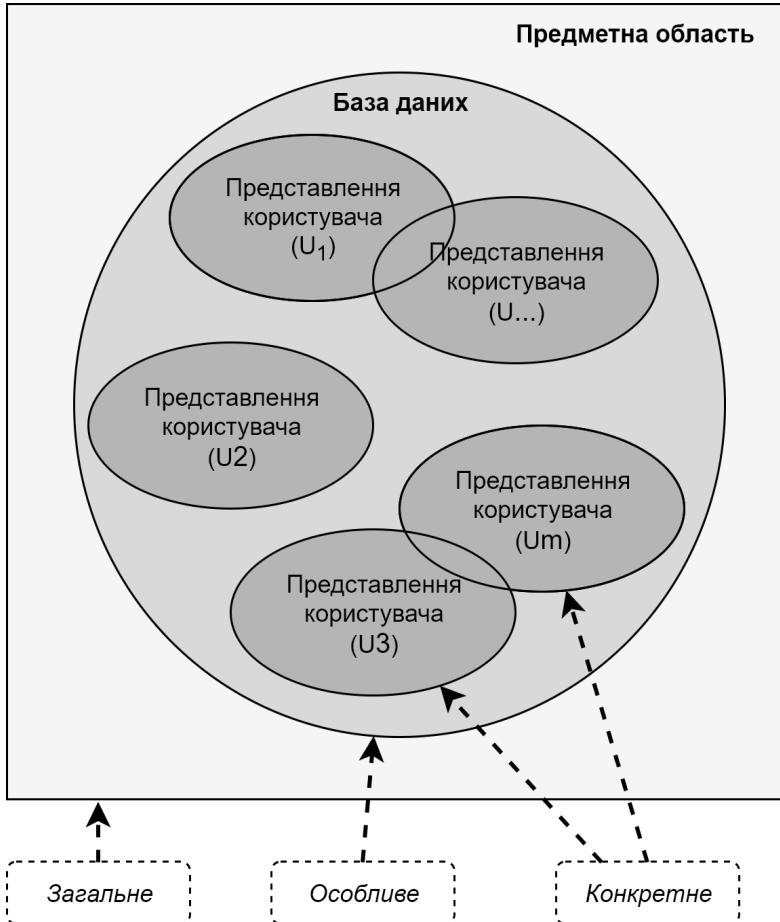 Предметна область
База даних
Представлення
користувача
(U1)
Представлення
користувача
(U...)
Представлення
користувача
(U2)
Представлення
користувача
(Um)
Представлення
користувача
(U3)
Загальне
Особливе
Конкретне